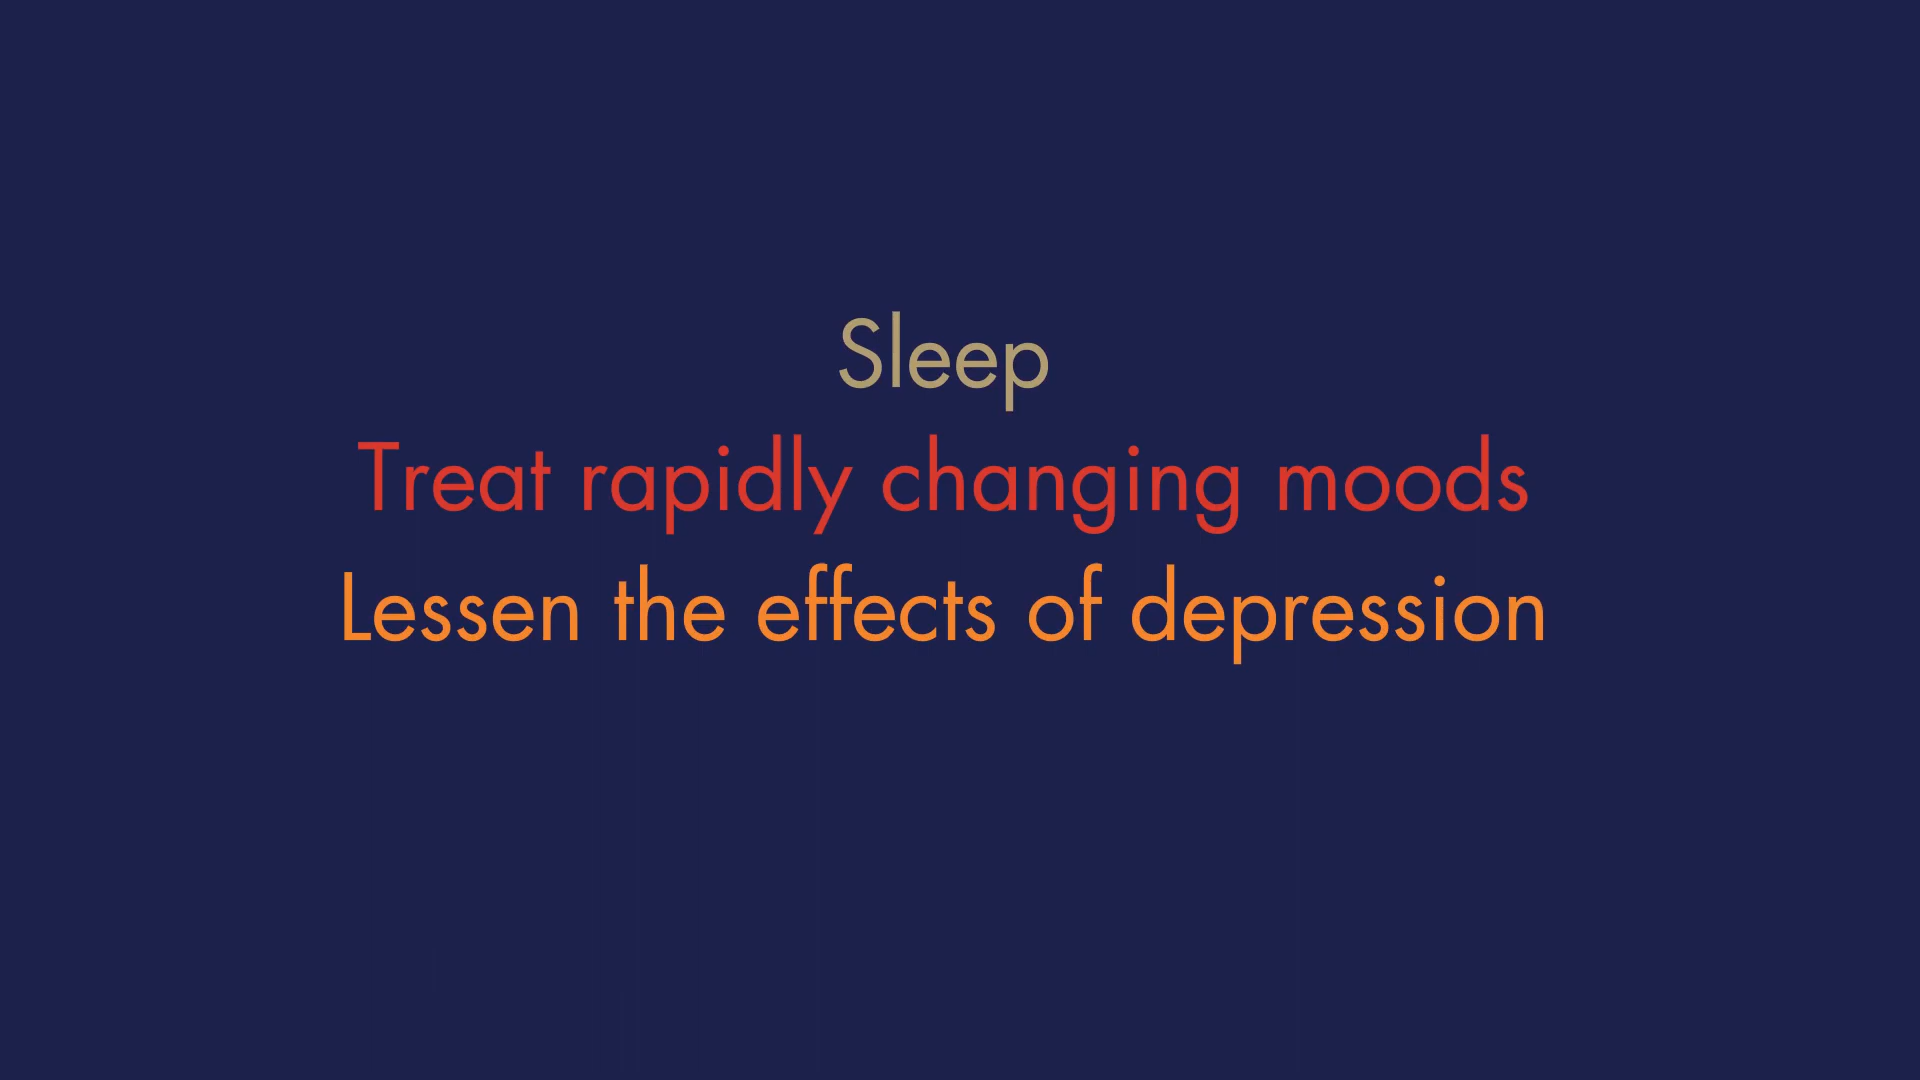 Sleep
Treat rapidly changing moods
Lessen the effects of depression